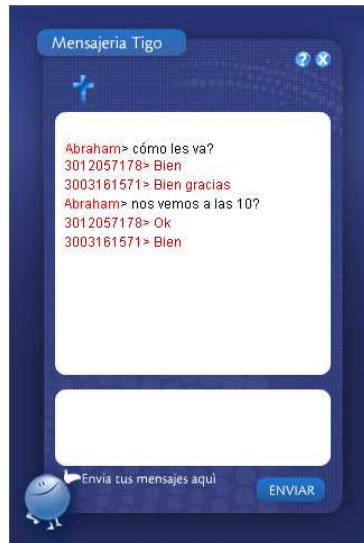 Mensajeria Tigo
? X
Abraham> cómo les va?
3012057178> Bien
3003161571> Bien gracias
Abraham> nos vemos a las 10?
3012057178> Ok
3003161571> Bien
Envia tus mensajes aquì
ENVIAR